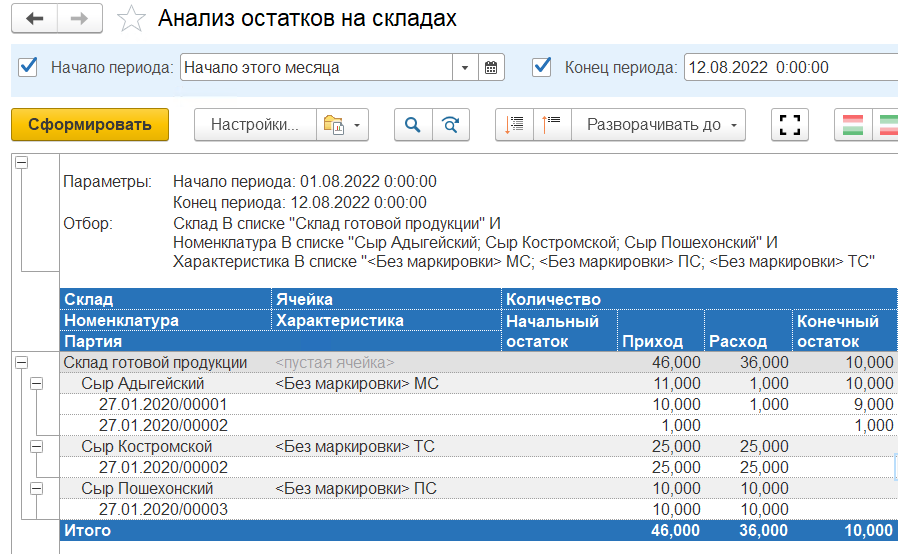 Анализ остатков на складах
Начало периода: Начало этого месяца Конец периода: 12.08.2022 0:00:00
Сформировать Настройки... Разворачивать до
Параметры: Начало периода: 01.08.2022 0:00:00
Конец периода: 12.08.2022 0:00:00
Отбор: Склад В списке "Склад готовой продукции" И
Номенклатура В списке "Сыр Адыгейский; Сыр Костромской; Сыр Пошехонский" И
Характеристика В списке "<Без маркировки> МС; <Без маркировки> ПС; <Без маркировки> ТС"
Склад Ячейка Количество
Номенклатура Характеристика Начальный Конечный
Партия остаток Приход Расход остаток
Склад готовой продукции <пустая ячейка> 46,000 36,000 10,000
Сыр Адыгейский <Без маркировки> МС 11,000 1,000 10,000
27.01.2020/00001 10,000 1,000 9,000
27.01.2020/00002 1,000 1,000
Сыр Костромской <Без маркировки> ТС 25,000 25,000
27.01.2020/00002 25,000 25,000
Сыр Пошехонский <Без маркировки> ПС 10,000 10,000
27.01.2020/00003 10,000 10,000
Итого 46,000 36,000 10,000